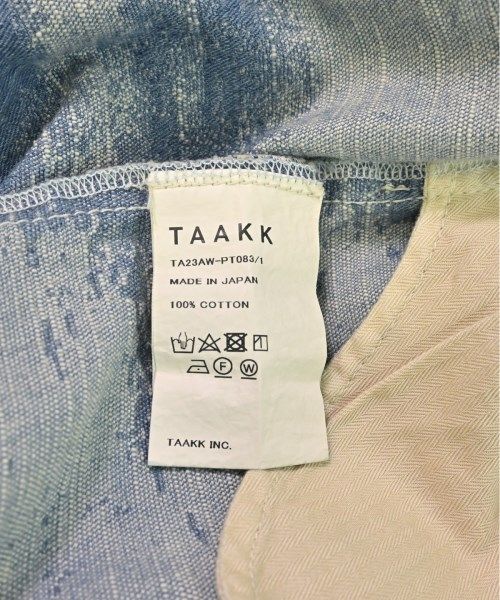 TAAKK
TA23AW-PT083/1
MADE IN JAPAN
100% COTTON
F W
TAAKK INC.